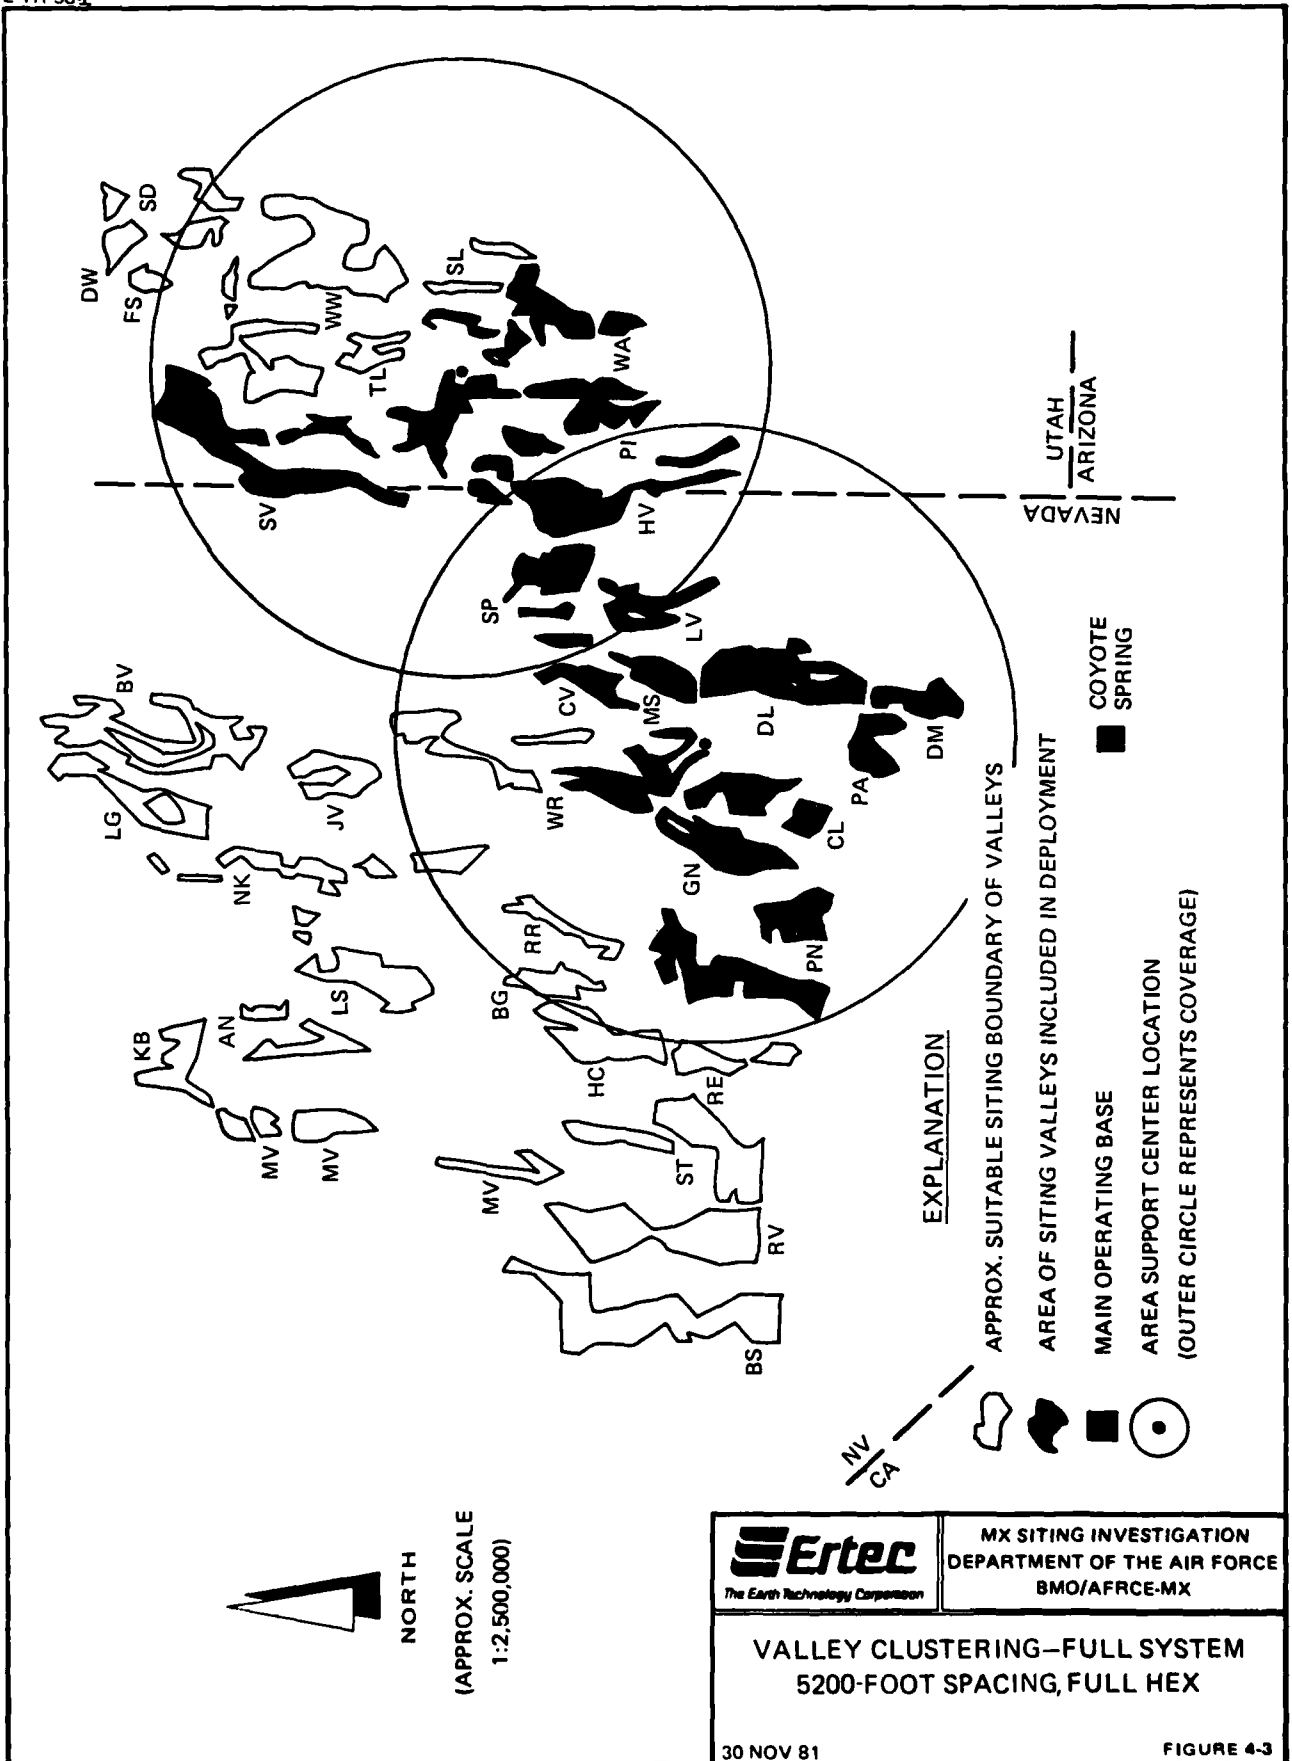 DW
SD
FS
WW
SL
TL
WA
SV
PI
HV
UTAH
ARIZONA
NEVADA
SP
LV
BV
CV
MS
DL
DM
PA
COYOTE
SPRING
LG
JV
WR
NK
GN
CL
RR
PN
BG
LS
AN
KB
HC
RE
MV
MV
MV
ST
RV
BS
NV
CA
EXPLANATION
APPROX. SUITABLE SITING BOUNDARY OF VALLEYS
AREA OF SITING VALLEYS INCLUDED IN DEPLOYMENT
MAIN OPERATING BASE
AREA SUPPORT CENTER LOCATION
(OUTER CIRCLE REPRESENTS COVERAGE)
NORTH
(APPROX. SCALE
1:2,500,000)
Ertec
The Earth Technology Corporation
MX SITING INVESTIGATION
DEPARTMENT OF THE AIR FORCE
BMO/AFRCE-MX
VALLEY CLUSTERING–FULL SYSTEM
5200-FOOT SPACING, FULL HEX
30 NOV 81
FIGURE 4-3